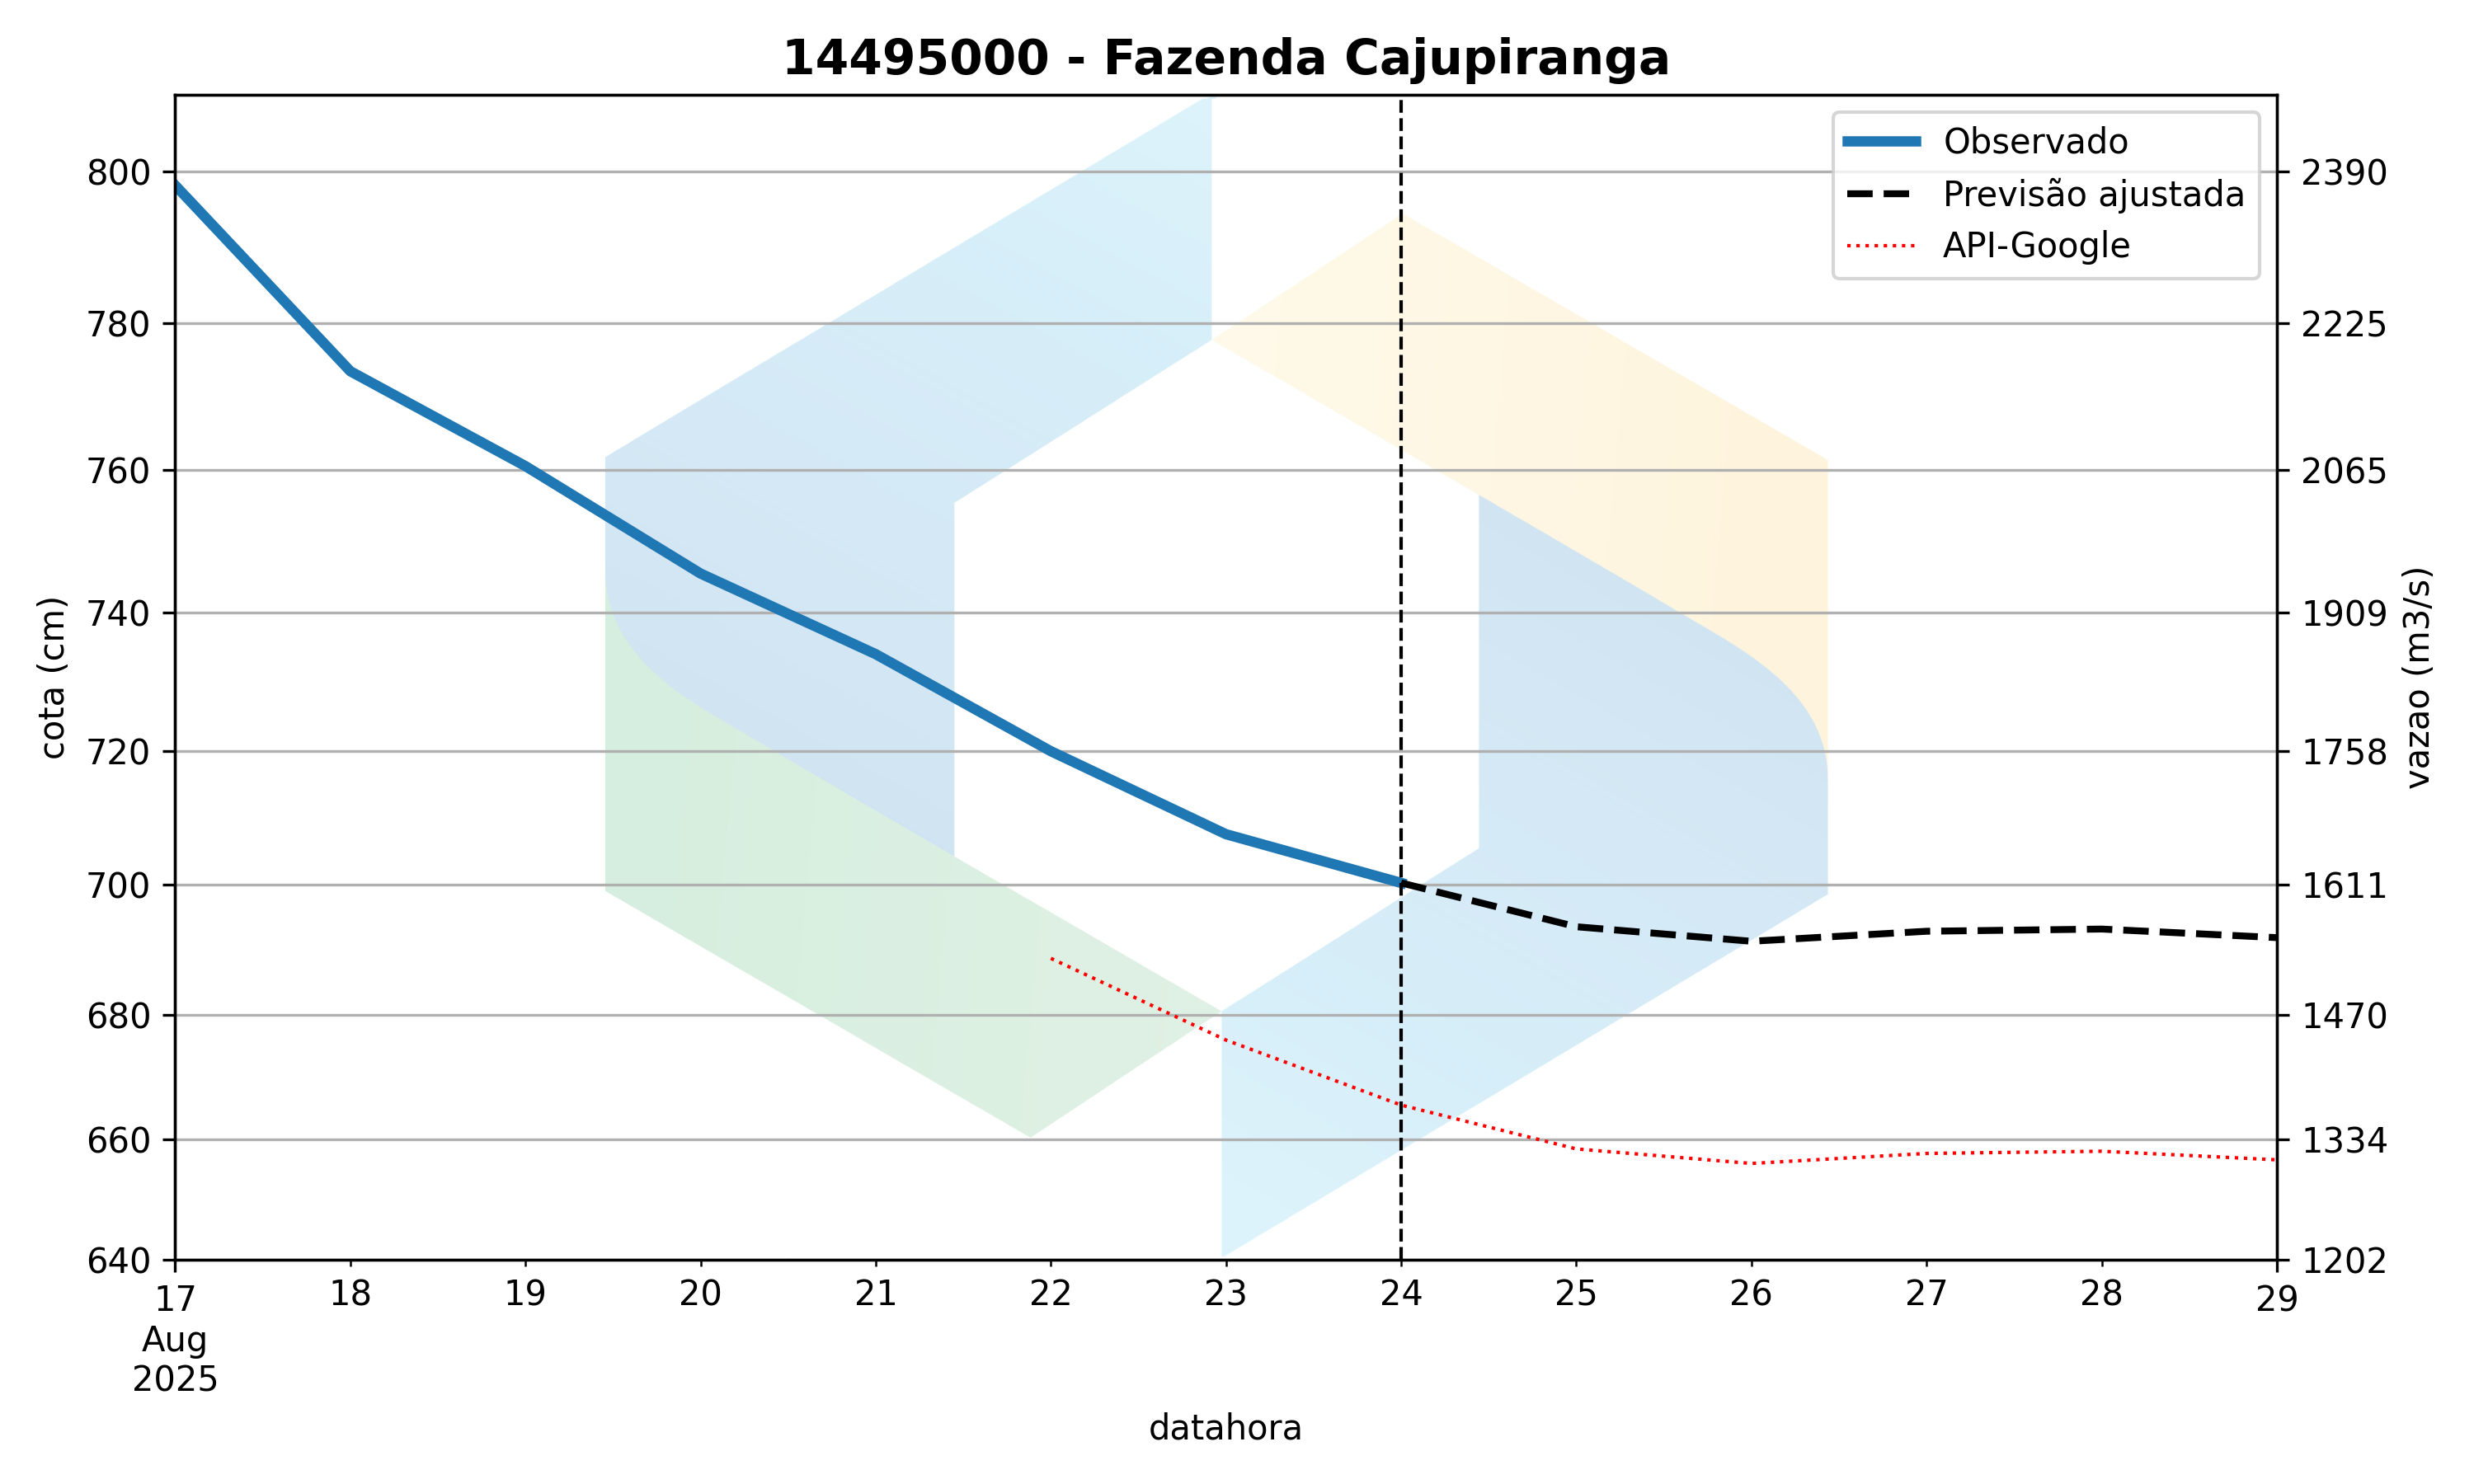 14495000 - Fazenda Cajupiranga
Observado
Previsão ajustada
API-Google
cota (cm)
800
780
760
740
720
700
680
660
640
vazao (m3/s)
2390
2225
2065
1909
1758
1611
1470
1334
1202
17 18 19 20 21 22 23 24 25 26 27 28 29
Aug
2025
datahora